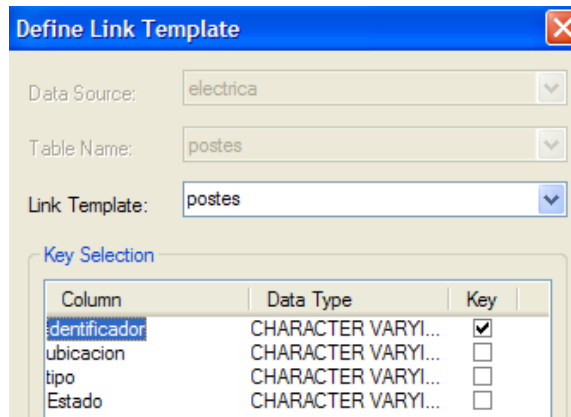 Define Link Template
Data Source: electrica
Table Name: postes
Link Template: postes
Key Selection
Column Data Type Key
identificador CHARACTER VARYI...
ubicacion CHARACTER VARYI...
tipo CHARACTER VARYI...
Estado CHARACTER VARYI...